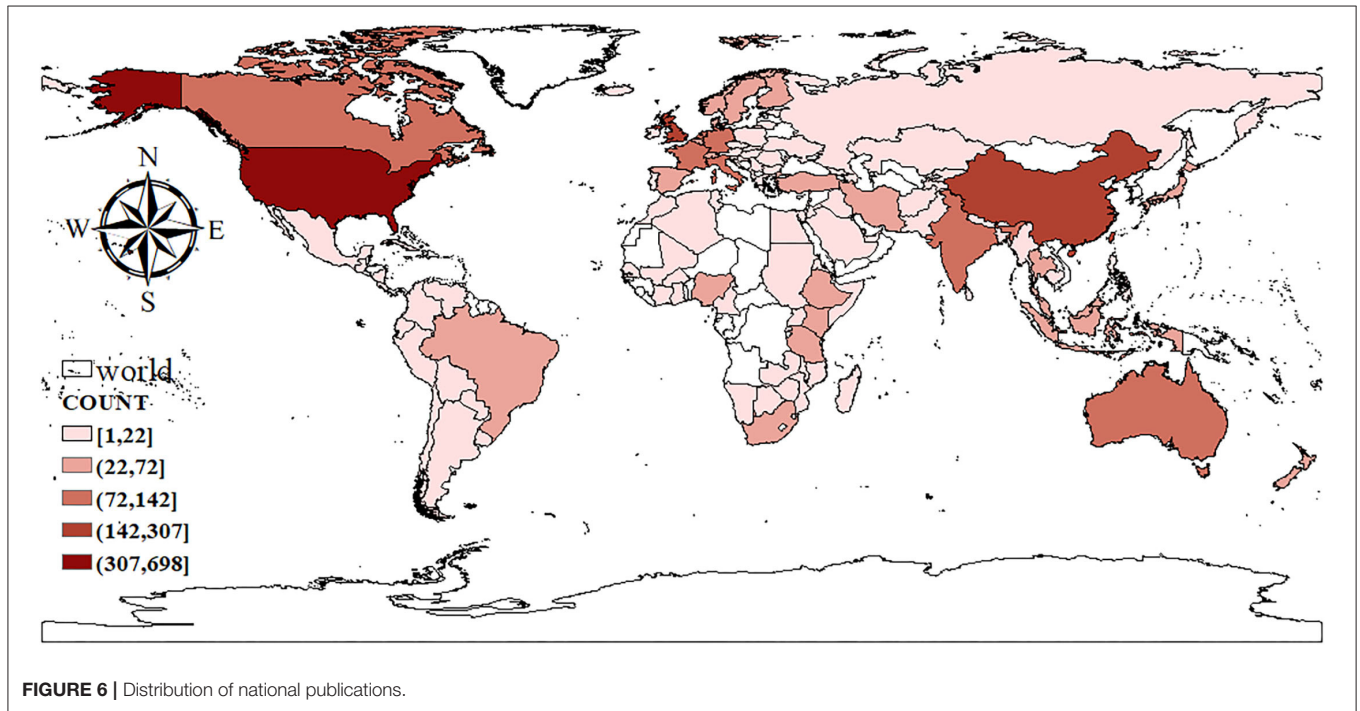 N
W E
S
world
COUNT
[1,22]
(22,72]
(72,142]
(142,307]
(307,698]
FIGURE 6 | Distribution of national publications.